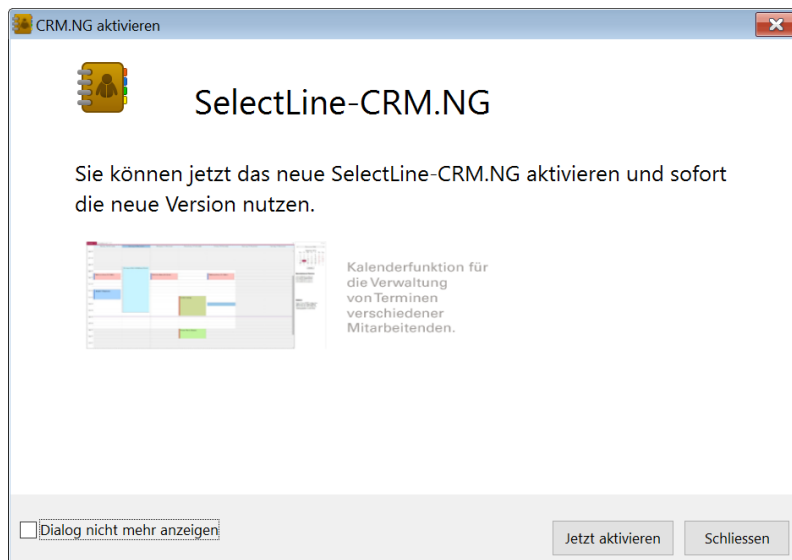 CRM.NG aktivieren
SelectLine-CRM.NG
Sie können jetzt das neue SelectLine-CRM.NG aktivieren und sofort
die neue Version nutzen.
Kalenderfunktion für
die Verwaltung
von Terminen
verschiedener
Mitarbeitenden.
Dialog nicht mehr anzeigen
Jetzt aktivieren
Schliessen